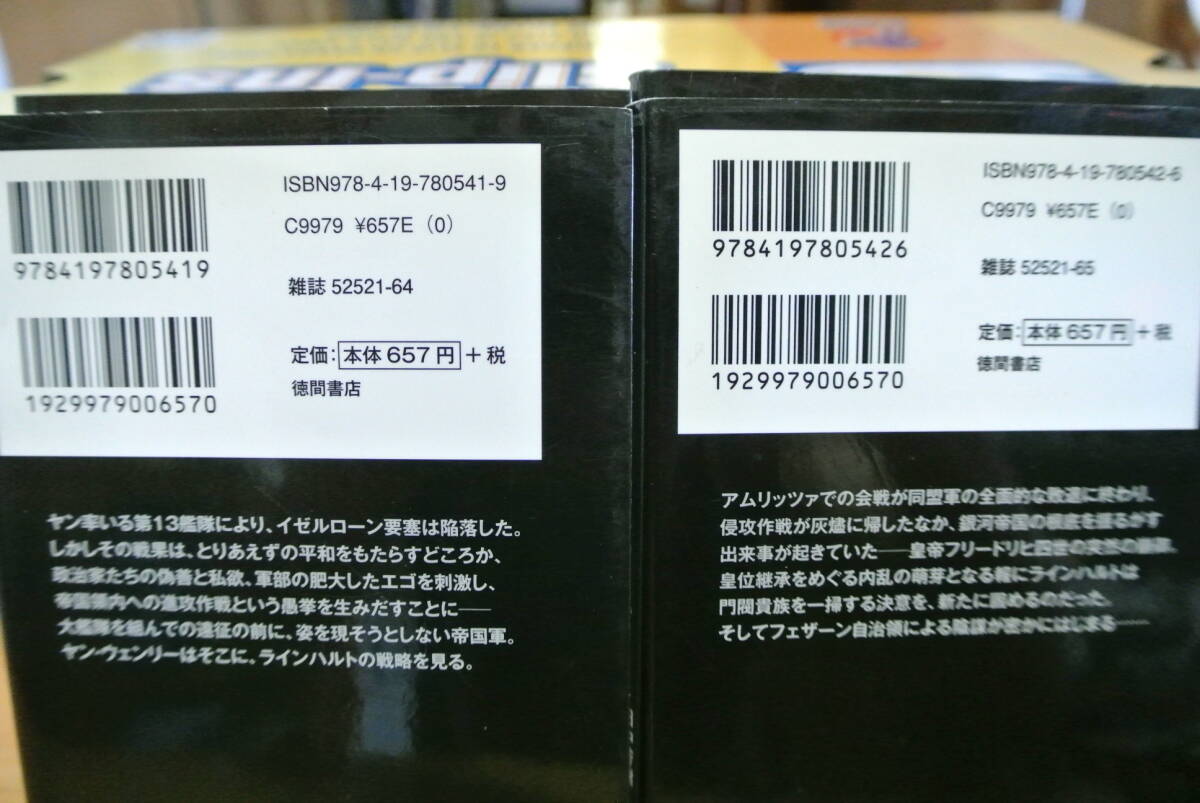 lip-ins
ISBN978-4-19-780541-9
C9979 ¥657E (0)
9784197805419
雑誌 52521-64
定価: 本体 657 円 + 税
徳間書店
1929979006570
ヤン率いる第13艦隊により、イゼルローン要塞は陥落した。
しかしその戦果は、とりあえずの平和をもたらすどころか、
政治家たちの偽善と私欲、軍部の肥大したエゴを刺激し、
帝国領内への進攻作戦という愚挙を生みだすことに──
大艦隊を組んでの遠征の前に、姿を現そうとしない帝国軍。
ヤン・ウェンリーはそこに、ラインハルトの戦略を見る。
ISBN978-4-19-780542-6
C9979 ¥657E (0)
9784197805426
雑誌 52521-65
定価: 本体 657 円 + 税
徳間書店
1929979006570
アムリッツァでの会戦が同盟軍の全面的な敗退に終わり、
侵攻作戦が灰燼に帰したなか、銀河帝国の根底を揺るがす
出来事が起きていた──皇帝フリードリヒ四世の突然の
皇位継承をめぐる内乱の萌芽となる報にラインハルトは
門閥貴族を一掃する決意を、新たに固めるのだった。
そしてフェザーン自治領による陰謀が密かにはじまる……